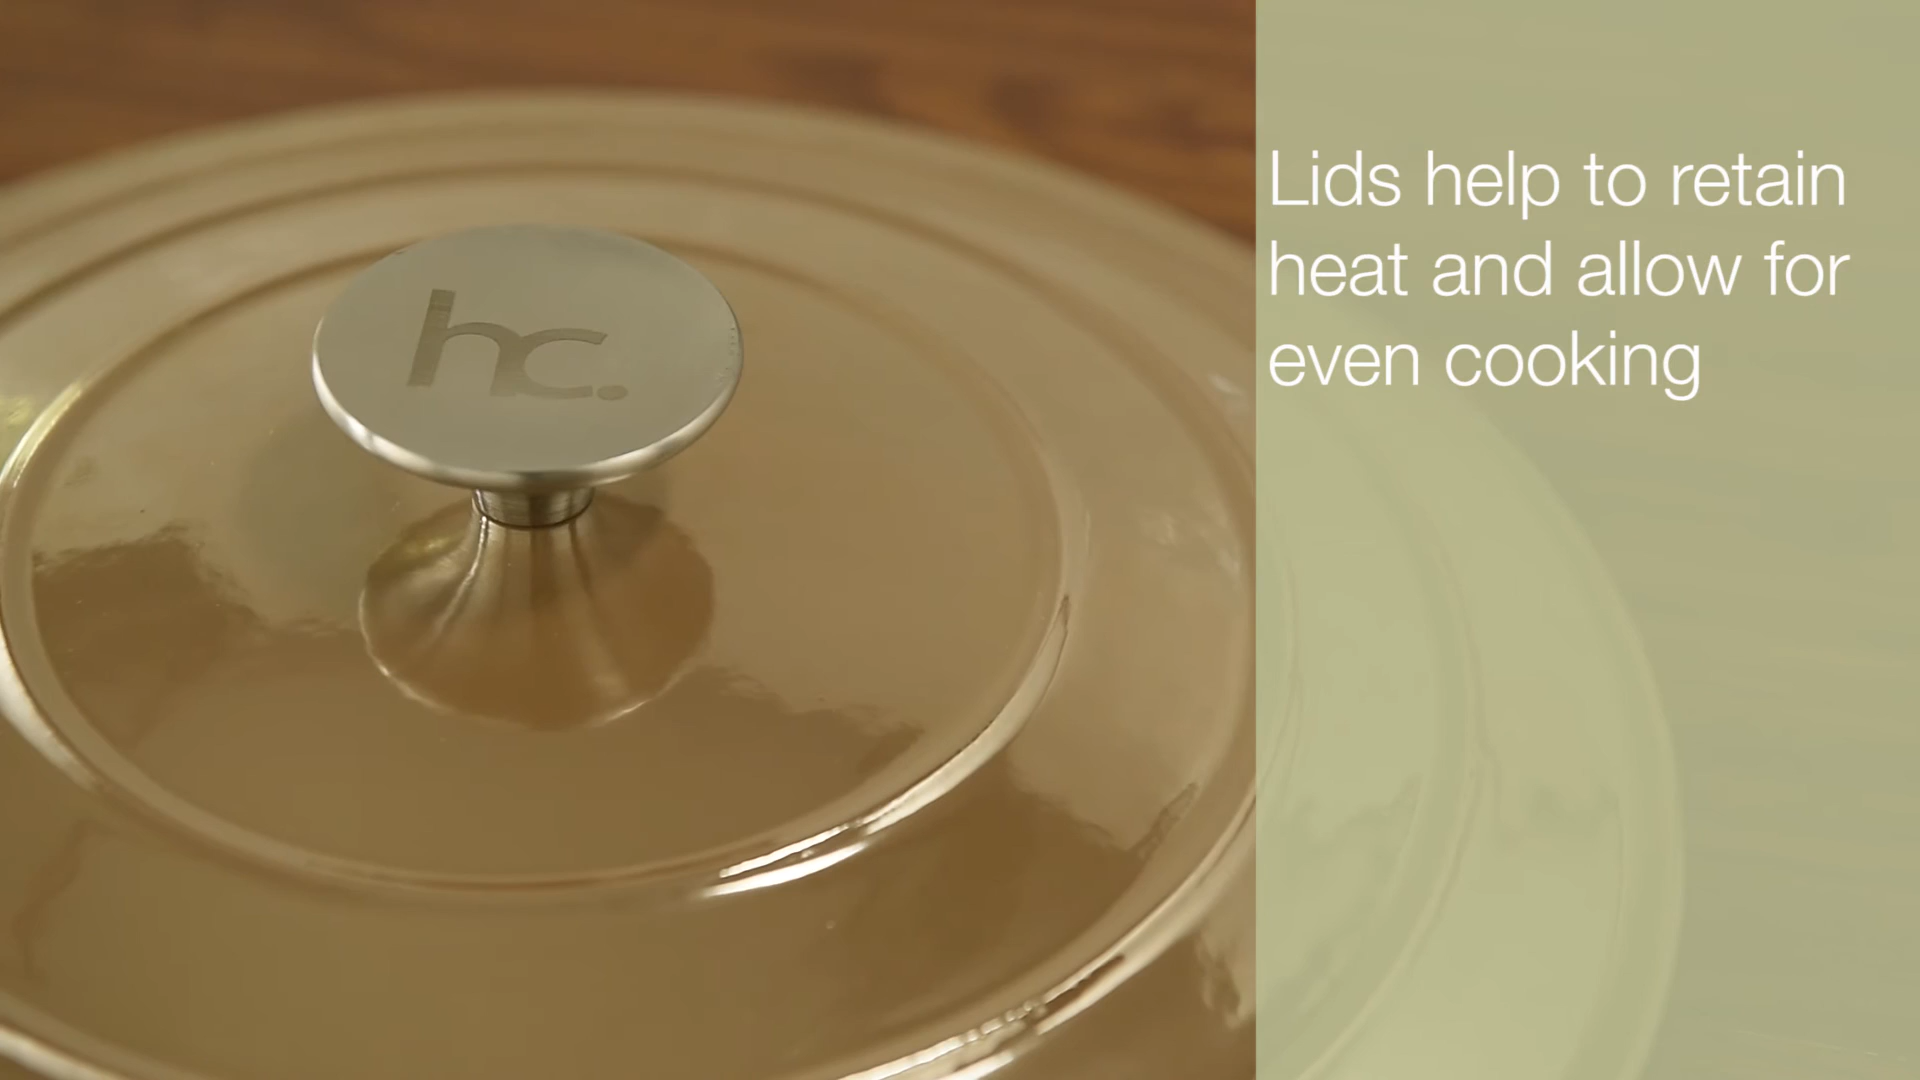 hc.
Lids help to retain
heat and allow for
even cooking